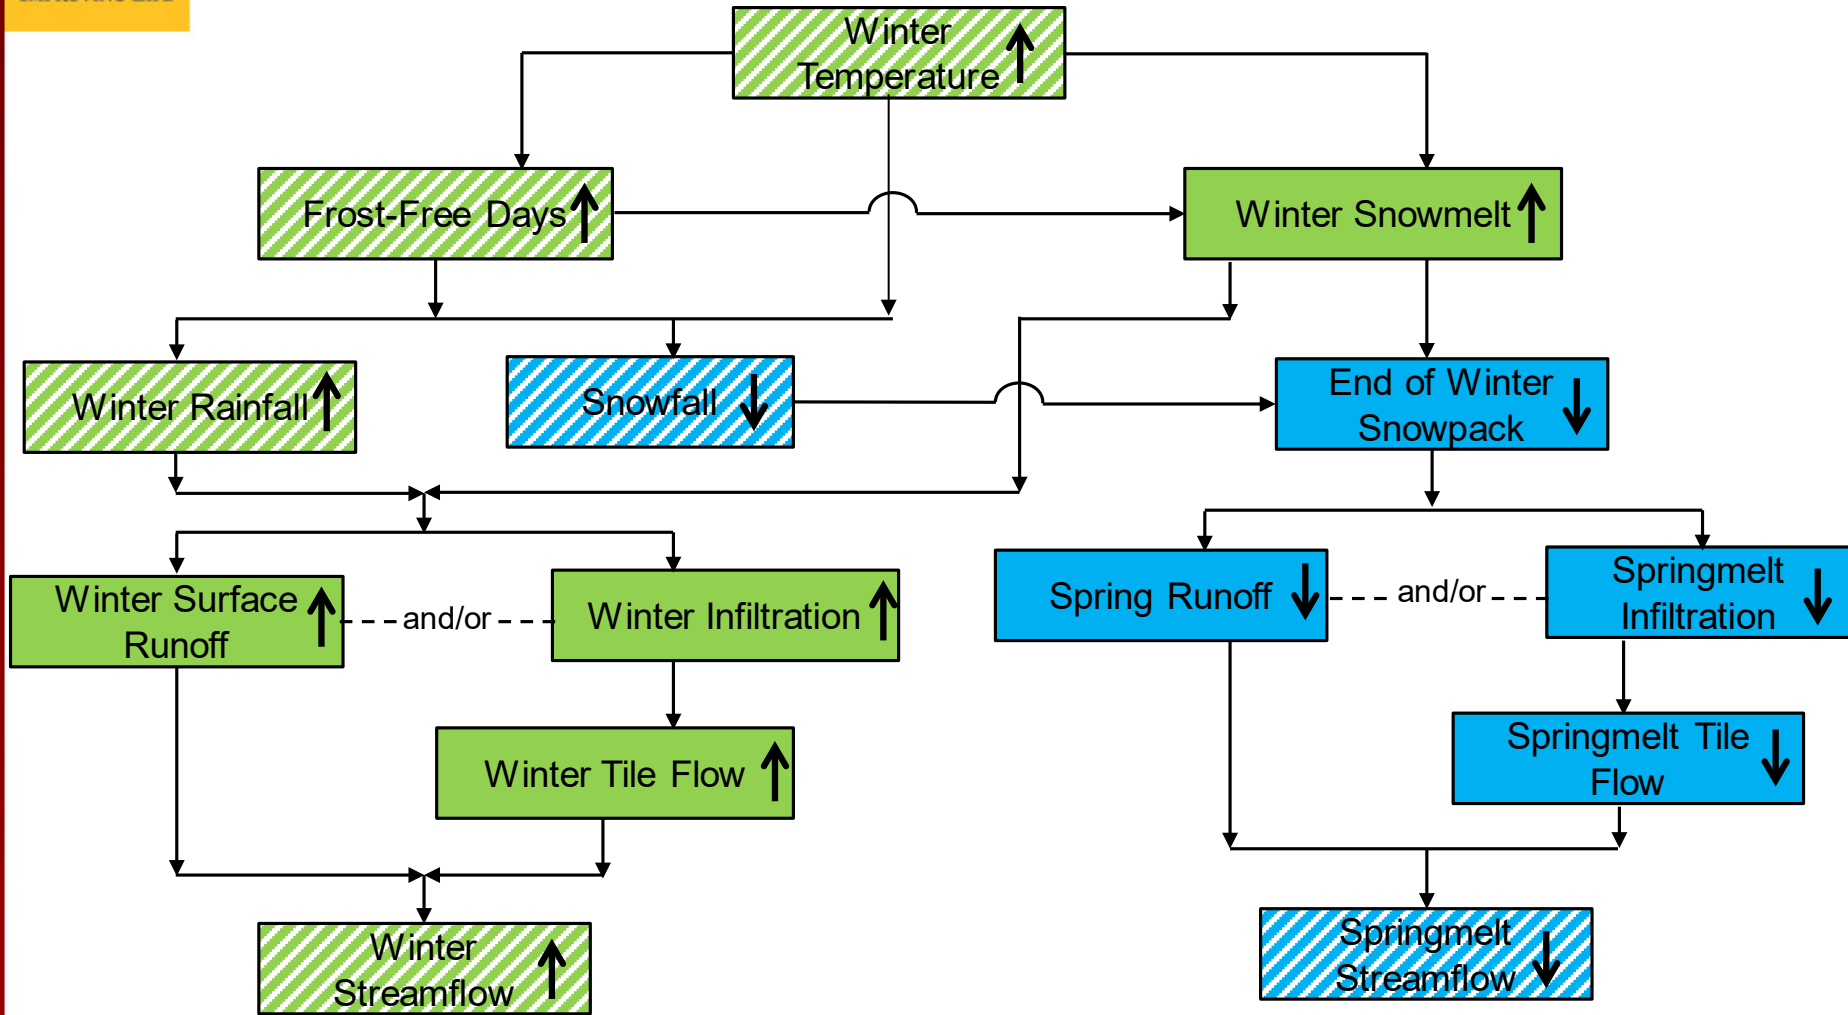 Winter
Temperature
Frost-Free Days
Winter Snowmelt
Winter Rainfall
Snowfall
End of Winter
Snowpack
Winter Surface
Runoff
and/or
Winter Infiltration
Spring Runoff
and/or
Springmelt
Infiltration
Winter Tile Flow
Springmelt Tile
Flow
Winter
Streamflow
Springmelt
Streamflow